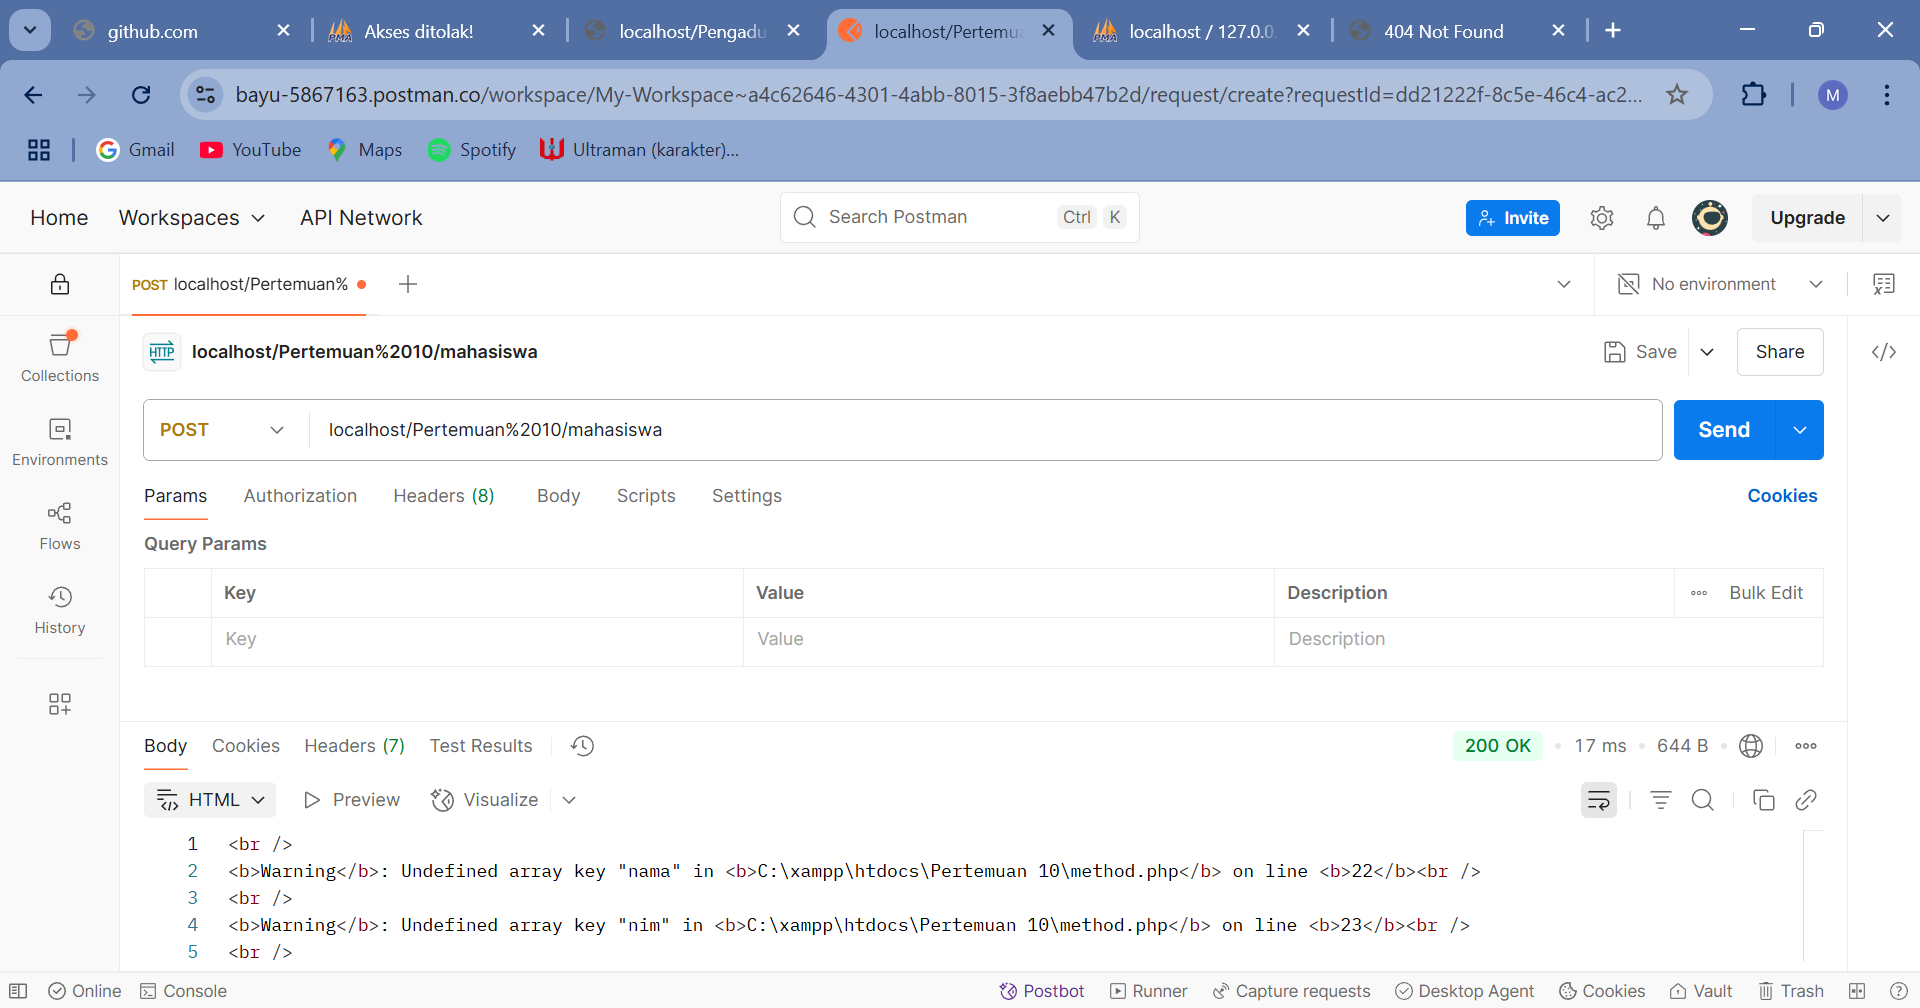 github.com
Akses ditolak!
localhost/Pengadu
localhost/Pertemua
localhost / 127.0.0.
404 Not Found
bayu-5867163.postman.co/workspace/My-Workspace~a4c62646-4301-4abb-8015-3f8aebb47b2d/request/create?requestId=dd21222f-8c5e-46c4-ac2...
M
Gmail
YouTube
Maps
Spotify
Ultraman (karakter)...
Home
Workspaces
API Network
Search Postman
Ctrl K
Invite
Upgrade
POST localhost/Pertemuan%
No environment
Collections
Environments
Flows
History
HTTP localhost/Pertemuan%2010/mahasiswa
Save
Share
POST localhost/Pertemuan%2010/mahasiswa
Send
Params Authorization Headers (8) Body Scripts Settings
Cookies
Query Params
Key Value Description Bulk Edit
Key Value Description
Body Cookies Headers (7) Test Results
200 OK • 17 ms • 644 B
HTML Preview Visualize
1 <br />
2 <b>Warning</b>: Undefined array key "nama" in <b>C:\xampp\htdocs\Pertemuan 10\method.php</b> on line <b>22</b><br />
3 <br />
4 <b>Warning</b>: Undefined array key "nim" in <b>C:\xampp\htdocs\Pertemuan 10\method.php</b> on line <b>23</b><br />
5 <br />
Online Console
Postbot Runner Capture requests Desktop Agent Cookies Vault Trash